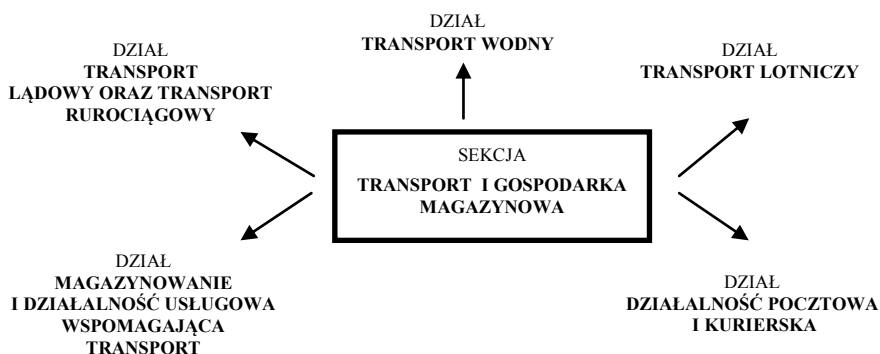 DZIAŁ
TRANSPORT WODNY
DZIAŁ
TRANSPORT
LĄDOWY ORAZ TRANSPORT
RUROCIĄGOWY
DZIAŁ
TRANSPORT LOTNICZY
SEKCJA
TRANSPORT I GOSPODARKA
MAGAZYNOWA
DZIAŁ
MAGAZYNOWANIE
I DZIAŁALNOŚĆ USŁUGOWA
WSPOMAGAJĄCA
TRANSPORT
DZIAŁ
DZIAŁALNOŚĆ POCZTOWA
I KURIERSKA